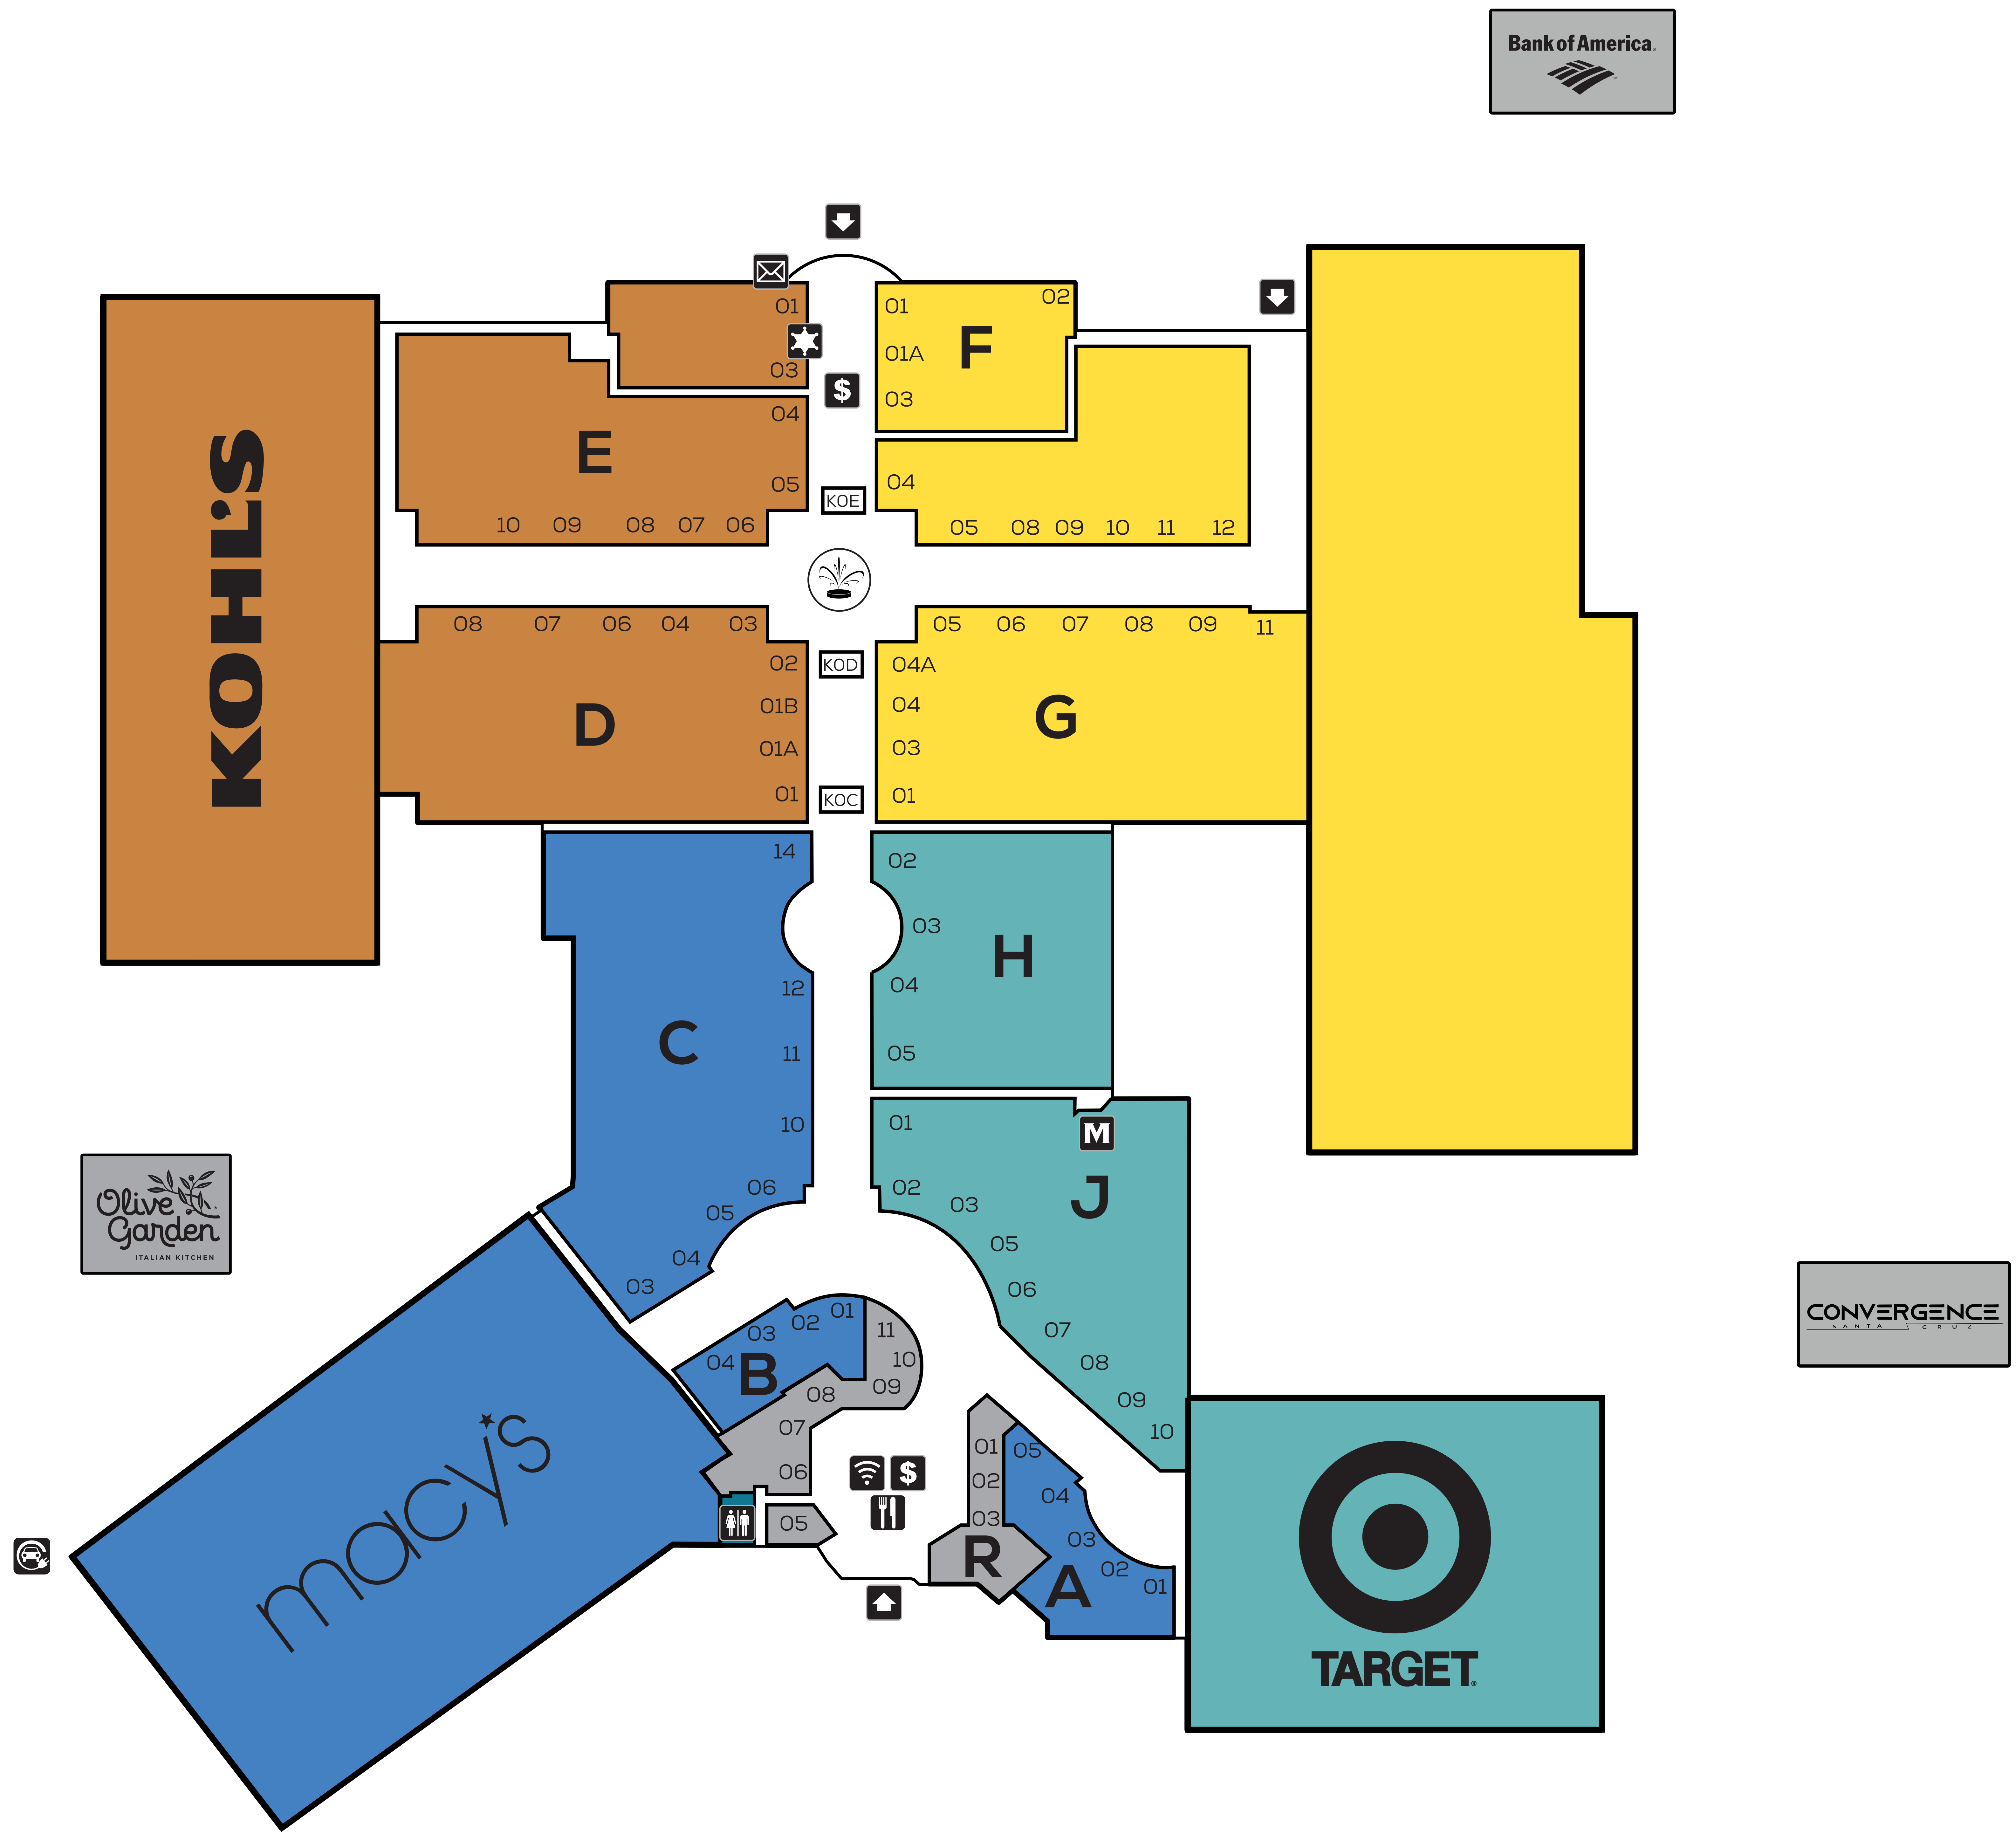 Bank of America
01
01
02
01A
F
03
$
03
04
E
04
05
KOE
10 09 08 07 06
05 08 09 10 11 12
KOHL'S
08 07 06 04 03
05 06 07 08 09 11
02
KOD
04A
01B
04
D
G
01A
03
01
KOC
01
14
02
03
H
12
04
C
11
05
10
01
M
06
02
J
05
03
04
05
03
06
Olive
Garden
ITALIAN KITCHEN
CONVERGENCE
SANTA CRUZ
01
02
03
04
B
11
10
09
08
07
06
05
07
08
09
10
$
01
02
03
R
05
04
03
02
01
A
macy's
TARGET